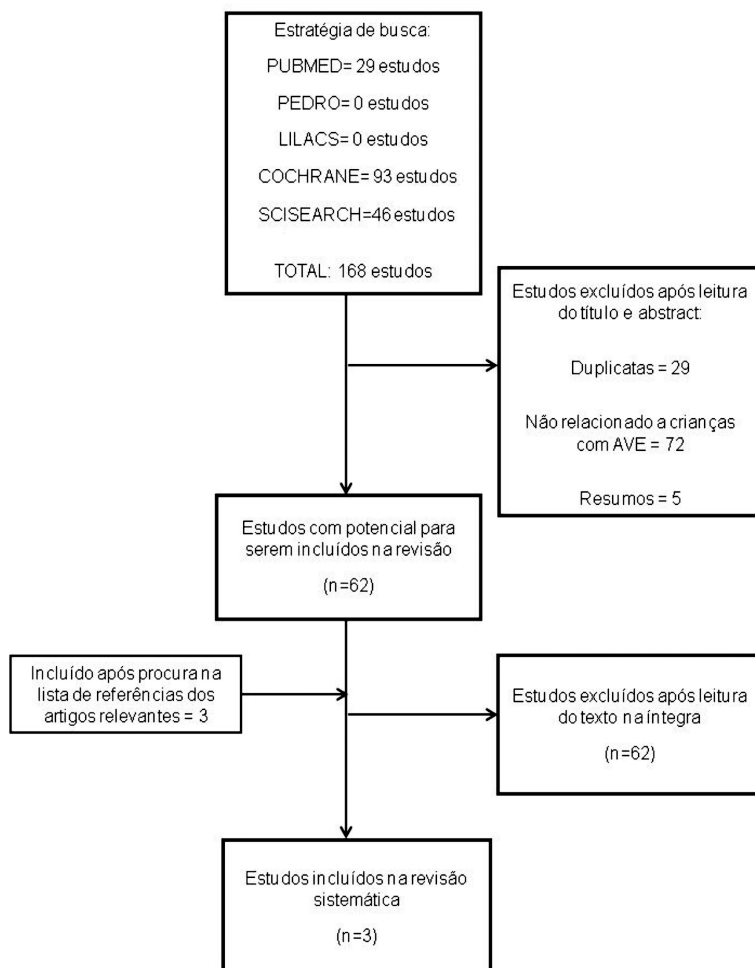 Estratégia de busca:
PUBMED= 29 estudos
PEDRO= 0 estudos
LILACS= 0 estudos
COCHRANE= 93 estudos
SCISEARCH=46 estudos
TOTAL: 168 estudos
Estudos excluídos após leitura
do título e abstract:
Duplicatas = 29
Não relacionado a crianças
com AVE = 72
Resumos = 5
Estudos com potencial para
serem incluídos na revisão
(n=62)
Incluído após procura na
lista de referências dos
artigos relevantes = 3
Estudos excluídos após leitura
do texto na íntegra
(n=62)
Estudos incluídos na revisão
sistemática
(n=3)